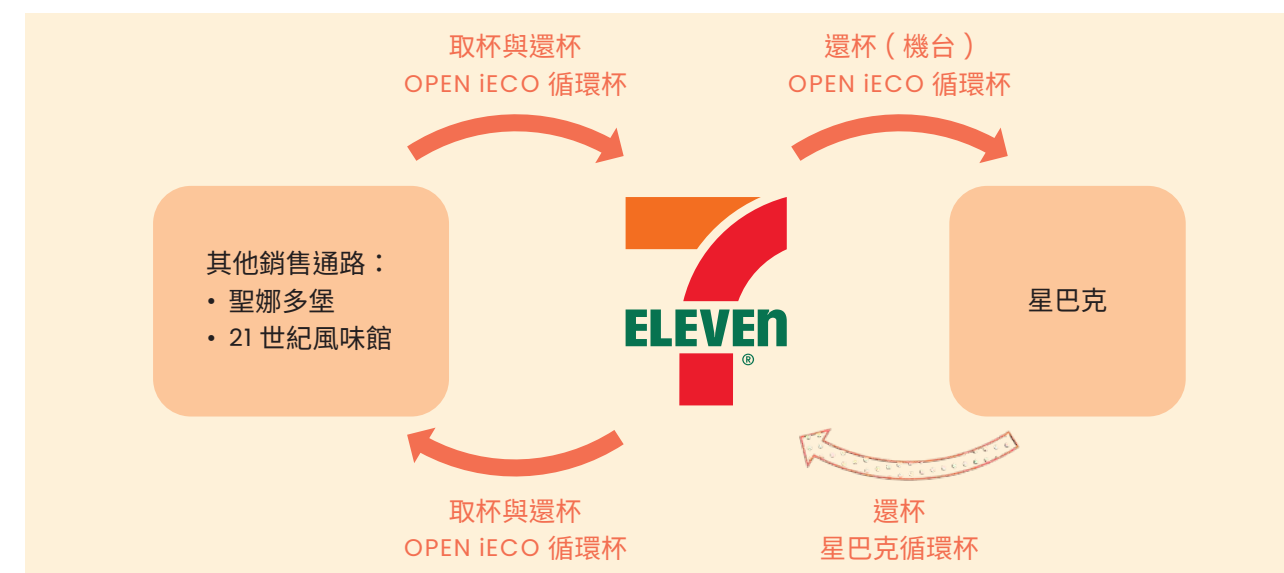 取杯與還杯
OPEN iECO 循環杯
還杯 ( 機台 )
OPEN iECO 循環杯
其他銷售通路：
• 聖娜多堡
• 21 世紀風味館
7
ELEVEn
®
星巴克
取杯與還杯
OPEN iECO 循環杯
還杯
星巴克循環杯